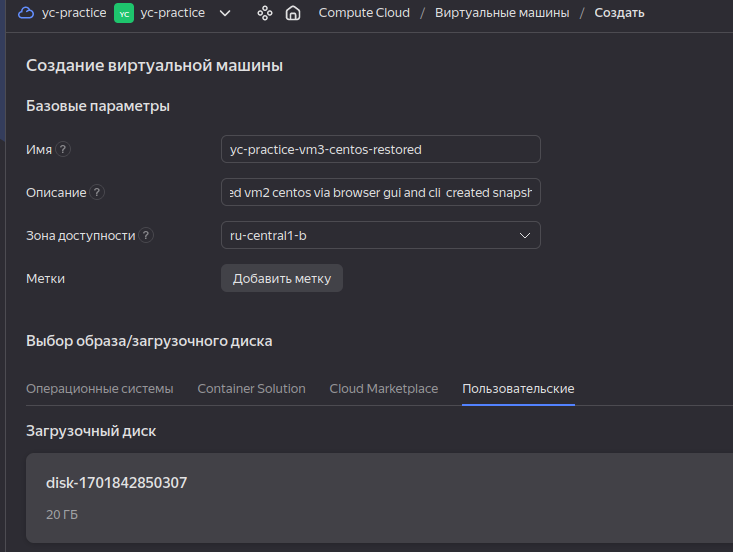 yc-practice YC yc-practice Compute Cloud / Виртуальные машины / Создать
Создание виртуальной машины
Базовые параметры
Имя ? yc-practice-vm3-centos-restored
Описание ? ed vm2 centos via browser gui and cli created snapsh
Зона доступности ? ru-central1-b
Метки Добавить метку
Выбор образа/загрузочного диска
Операционные системы Container Solution Cloud Marketplace Пользовательские
Загрузочный диск
disk-1701842850307
20 ГБ